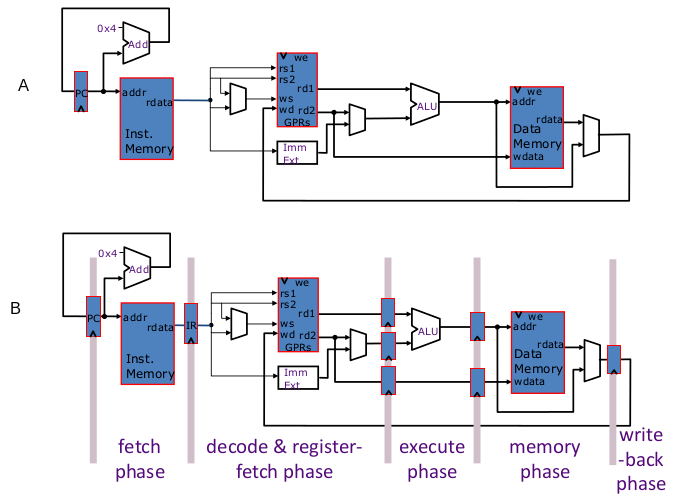 A
0x4
Add
PC
addr
rdata
Inst.
Memory
we
rs1
rs2
rd1
ws
wd
rd2
GPRs
Imm
Ext
ALU
we
addr
rdata
Data
Memory
wdata
B
0x4
Add
PC
addr
rdata
Inst.
Memory
IR
we
rs1
rs2
rd1
ws
wd
rd2
GPRs
Imm
Ext
ALU
we
addr
rdata
Data
Memory
wdata
fetch
phase
decode & register-
fetch phase
execute
phase
memory
phase
write
-back
phase